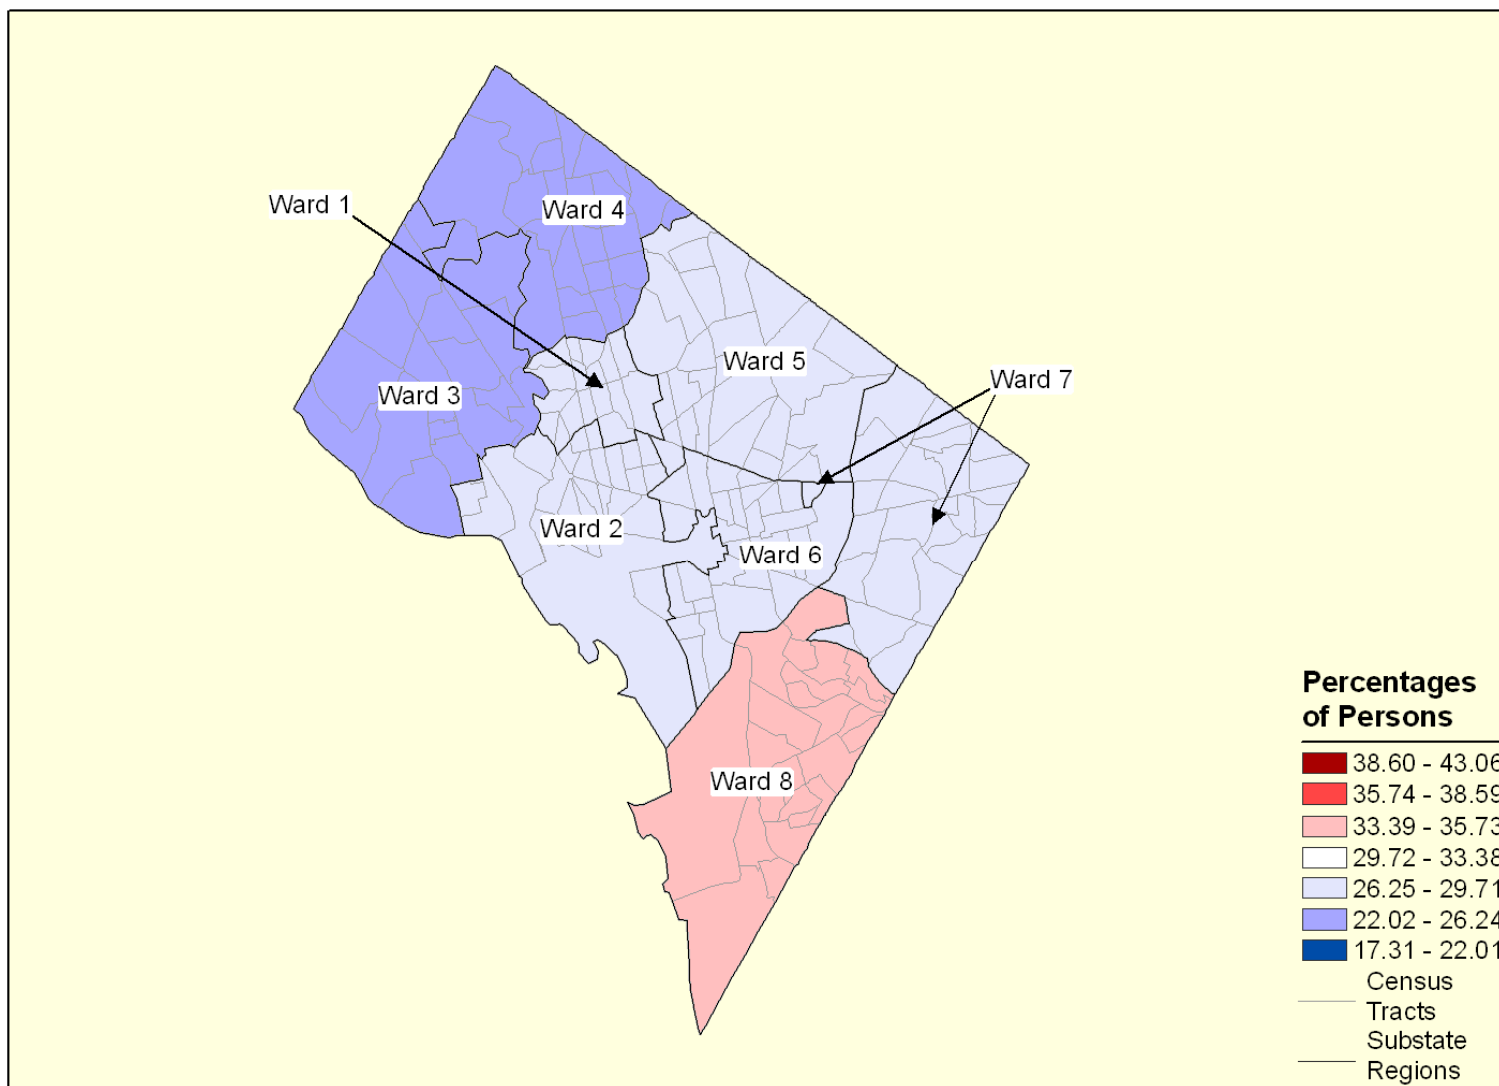 Ward 1
Ward 4
Ward 5
Ward 7
Ward 3
Ward 2
Ward 6
Ward 8
Percentages
of Persons
38.60 - 43.06
35.74 - 38.59
33.39 - 35.73
29.72 - 33.38
26.25 - 29.71
22.02 - 26.24
17.31 - 22.01
Census
Tracts
Substate
Regions